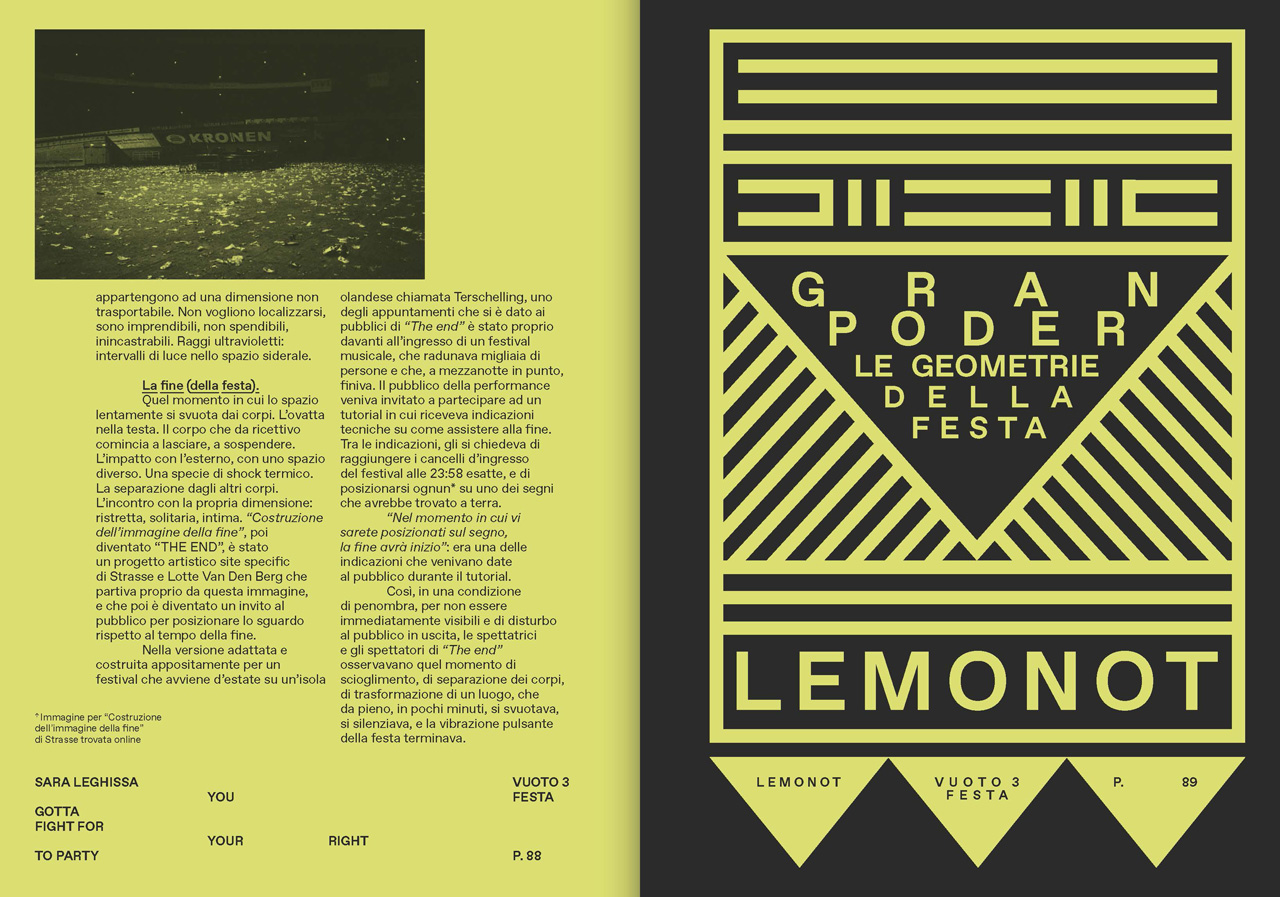 KRONEN
appartengono ad una dimensione non
trasportabile. Non vogliono localizzarsi,
sono imprendibili, non spendibili,
inincastrabili. Raggi ultravioletti:
intervalli di luce nello spazio siderale.
La fine (della festa).
Quel momento in cui lo spazio
lentamente si svuota dai corpi. L’ovatta
nella testa. Il corpo che da ricettivo
comincia a lasciare, a sospendere.
L’impatto con l’esterno, con uno spazio
diverso. Una specie di shock termico.
La separazione dagli altri corpi.
L’incontro con la propria dimensione:
ristretta, solitaria, intima. “Costruzione
dell’immagine della fine”, poi
diventato “THE END”, è stato
un progetto artistico site specific
di Strasse e Lotte Van Den Berg che
partiva proprio da questa immagine,
e che poi è diventato un invito al
pubblico per posizionare lo sguardo
rispetto al tempo della fine.
Nella versione adattata e
costruita appositamente per un
festival che avviene d’estate su un’isola
olandese chiamata Terschelling, uno
degli appuntamenti che si è dato ai
pubblici di “The end” è stato proprio
davanti all’ingresso di un festival
musicale, che radunava migliaia di
persone e che, a mezzanotte in punto,
finiva. Il pubblico della performance
veniva invitato a partecipare ad un
tutorial in cui riceveva indicazioni
tecniche su come assistere alla fine.
Tra le indicazioni, gli si chiedeva di
raggiungere i cancelli d’ingresso
del festival alle 23:58 esatte, e di
posizionarsi ognun* su uno dei segni
che avrebbe trovato a terra.
“Nel momento in cui vi
sarete posizionati sul segno,
la fine avrà inizio”: era una delle
indicazioni che venivano date
al pubblico durante il tutorial.
Così, in una condizione
di penombra, per non essere
immediatamente visibili e di disturbo
al pubblico in uscita, le spettatrici
e gli spettatori di “The end”
osservavano quel momento di
scioglimento, di separazione dei corpi,
di trasformazione di un luogo, che
da pieno, in pochi minuti, si svuotava,
si silenziava, e la vibrazione pulsante
della festa terminava.
↑ Immagine per “Costruzione
dell’immagine della fine”
di Strasse trovata online
SARA LEGHISSA
YOU
GOTTA
FIGHT FOR
YOUR RIGHT
TO PARTY
VUOTO 3
FESTA
P. 88
GRAN
PODER
LE GEOMETRIE
DELLA
FESTA
LEMONOT
LEMONOT
VUOTO 3
FESTA
P. 89